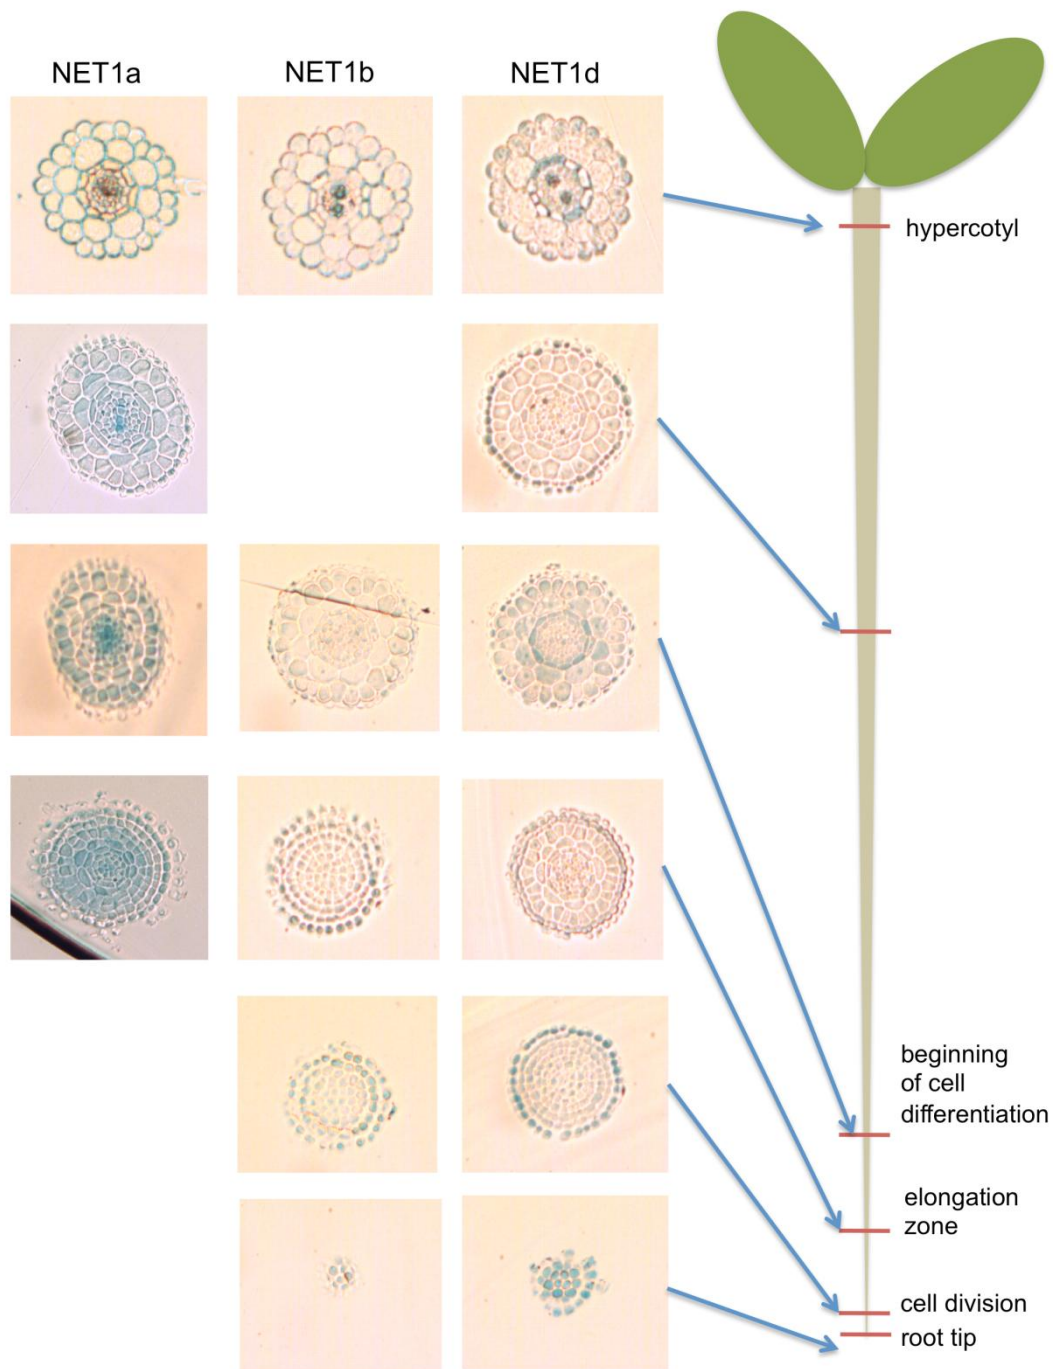 NET1a
NET1b
NET1d
hypercotyl
beginning
of cell
differentiation
elongation
zone
cell division
root tip